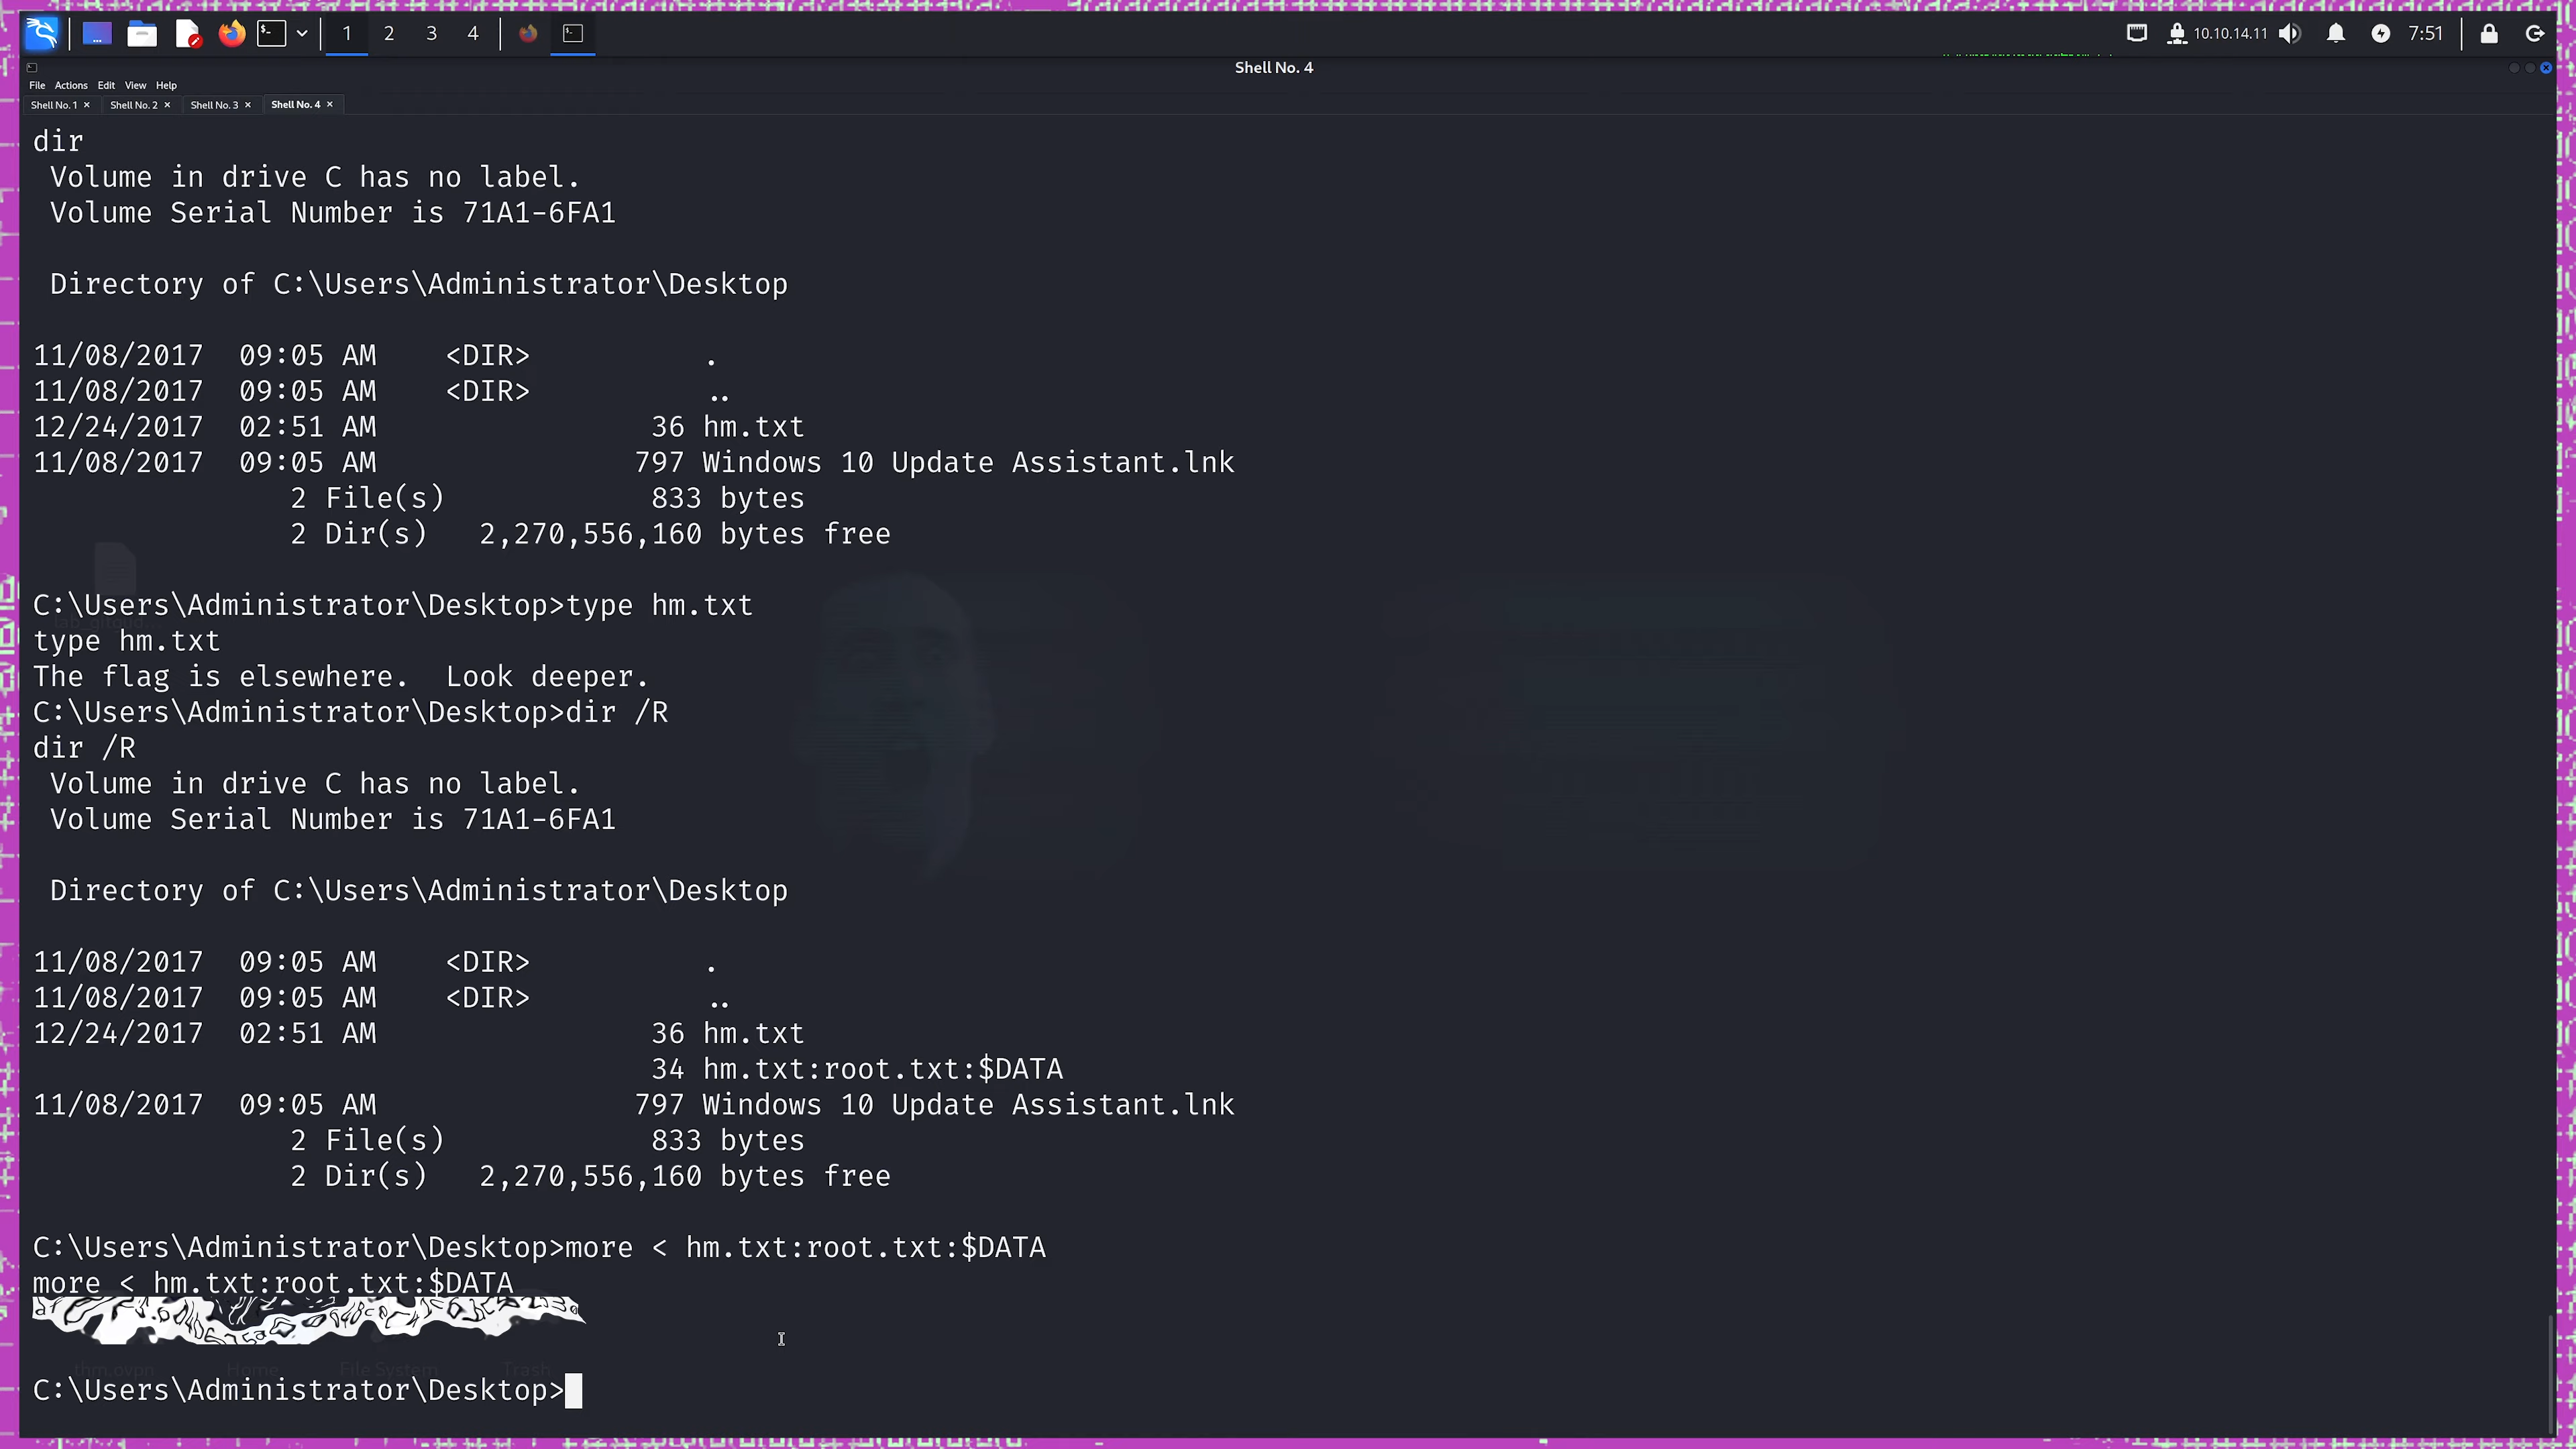 1 2 3 4 10.10.14.11 7:51
Shell No. 4
File Actions Edit View Help
Shell No. 1 × Shell No. 2 × Shell No. 3 × Shell No. 4 ×
dir
Volume in drive C has no label.
Volume Serial Number is 71A1-6FA1
Directory of C:\Users\Administrator\Desktop
11/08/2017  09:05 AM    <DIR>          .
11/08/2017  09:05 AM    <DIR>          ..
12/24/2017  02:51 AM                36 hm.txt
11/08/2017  09:05 AM               797 Windows 10 Update Assistant.lnk
2 File(s)            833 bytes
2 Dir(s)   2,270,556,160 bytes free
C:\Users\Administrator\Desktop>type hm.txt
type hm.txt
The flag is elsewhere.  Look deeper.
C:\Users\Administrator\Desktop>dir /R
dir /R
Volume in drive C has no label.
Volume Serial Number is 71A1-6FA1
Directory of C:\Users\Administrator\Desktop
11/08/2017  09:05 AM    <DIR>          .
11/08/2017  09:05 AM    <DIR>          ..
12/24/2017  02:51 AM                36 hm.txt
34 hm.txt:root.txt:$DATA
11/08/2017  09:05 AM               797 Windows 10 Update Assistant.lnk
2 File(s)            833 bytes
2 Dir(s)   2,270,556,160 bytes free
C:\Users\Administrator\Desktop>more < hm.txt:root.txt:$DATA
more < hm.txt:root.txt:$DATA
thm.ovpn Home File System Trash
C:\Users\Administrator\Desktop>